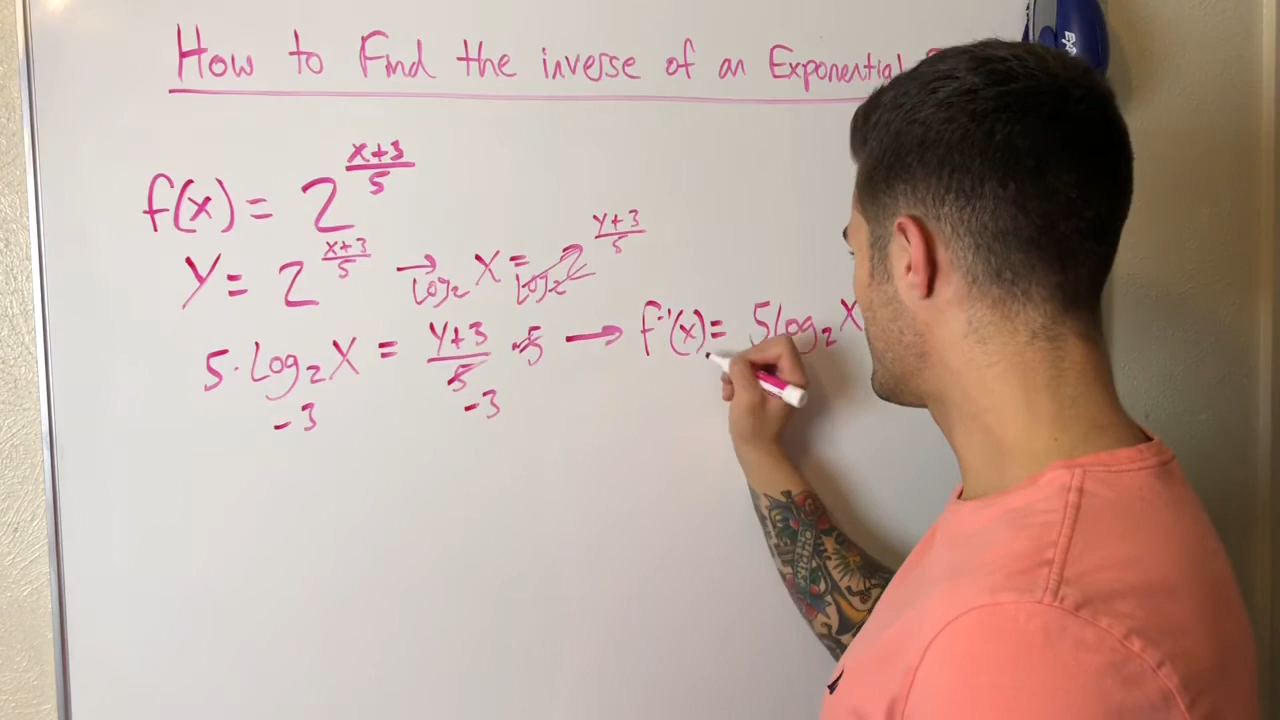 How to Find the inverse of an Exponential
f(x) = 2^((x+3)/5)
y = 2^((x+3)/5) → log₂ x = log₂ 2^((y+3)/5)
5 · log₂ x = (y+3)/5 · 5 → f⁻¹(x) = 5log₂ x
-3 -3